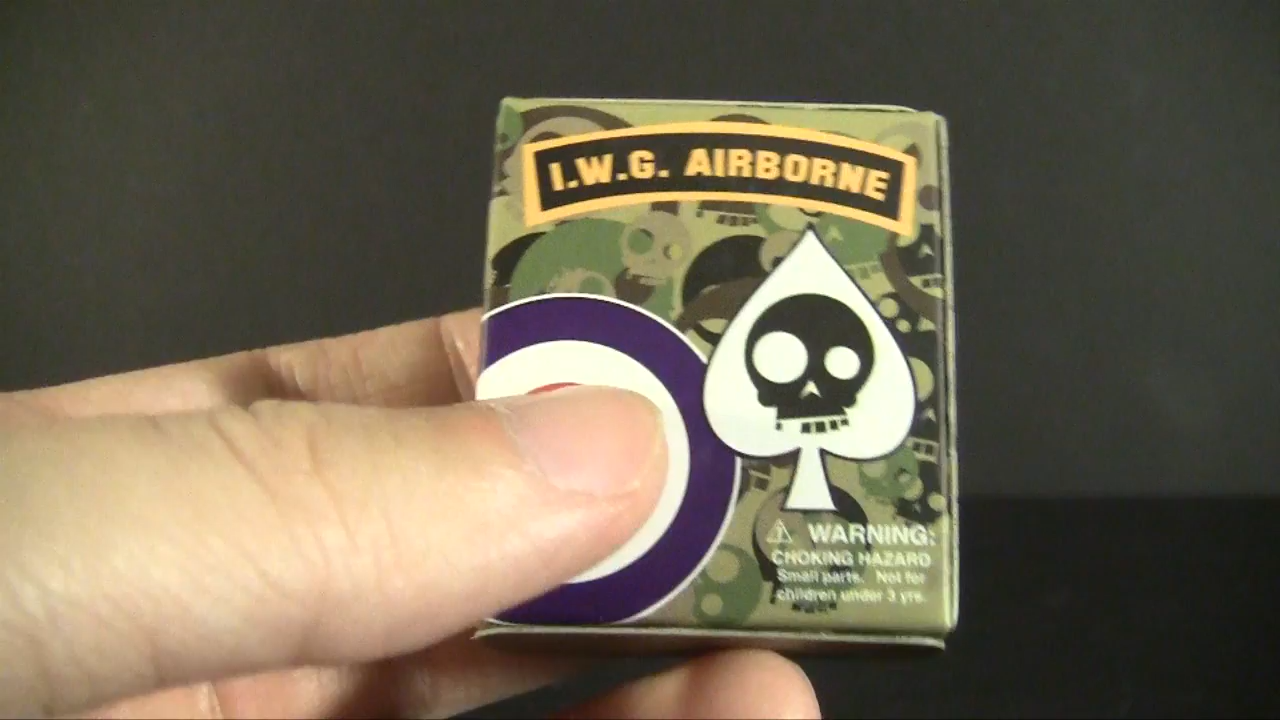 I.W.G. AIRBORNE
WARNING:
CHOKING HAZARD
Small parts. Not for
children under 3 yrs.